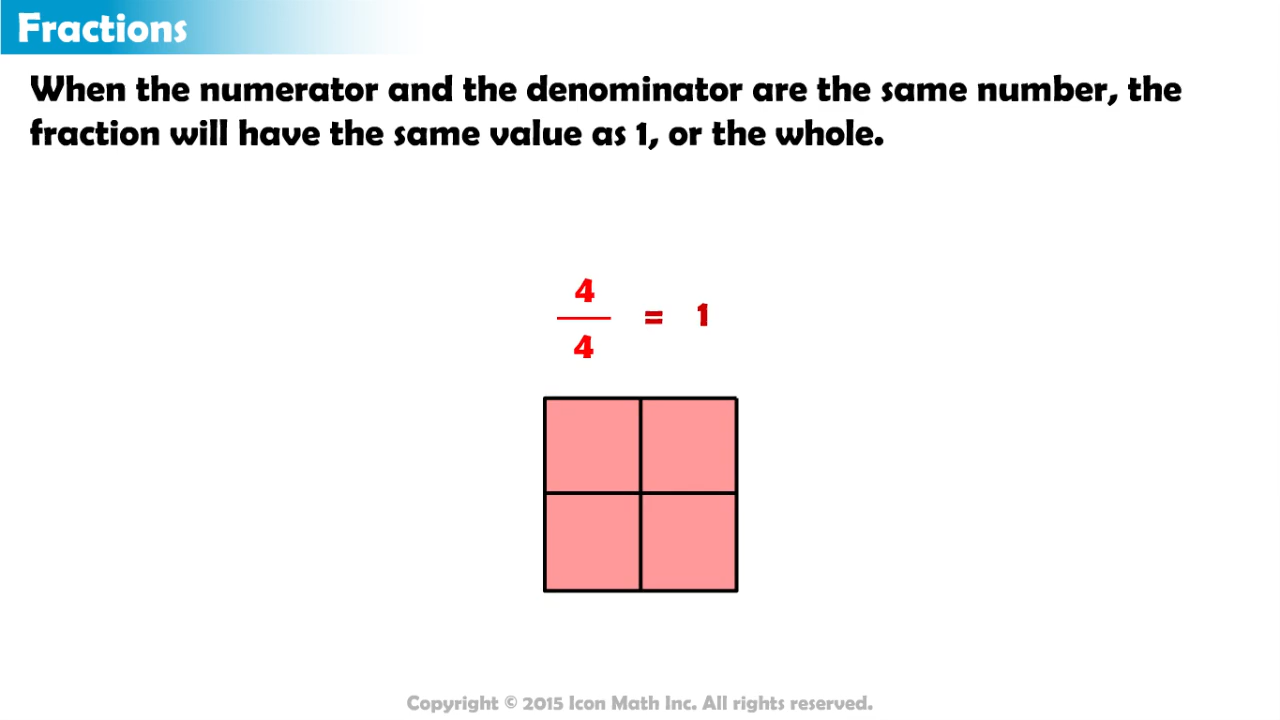 Fractions
When the numerator and the denominator are the same number, the
fraction will have the same value as 1, or the whole.
4
= 1
4
Copyright © 2015 Icon Math Inc. All rights reserved.